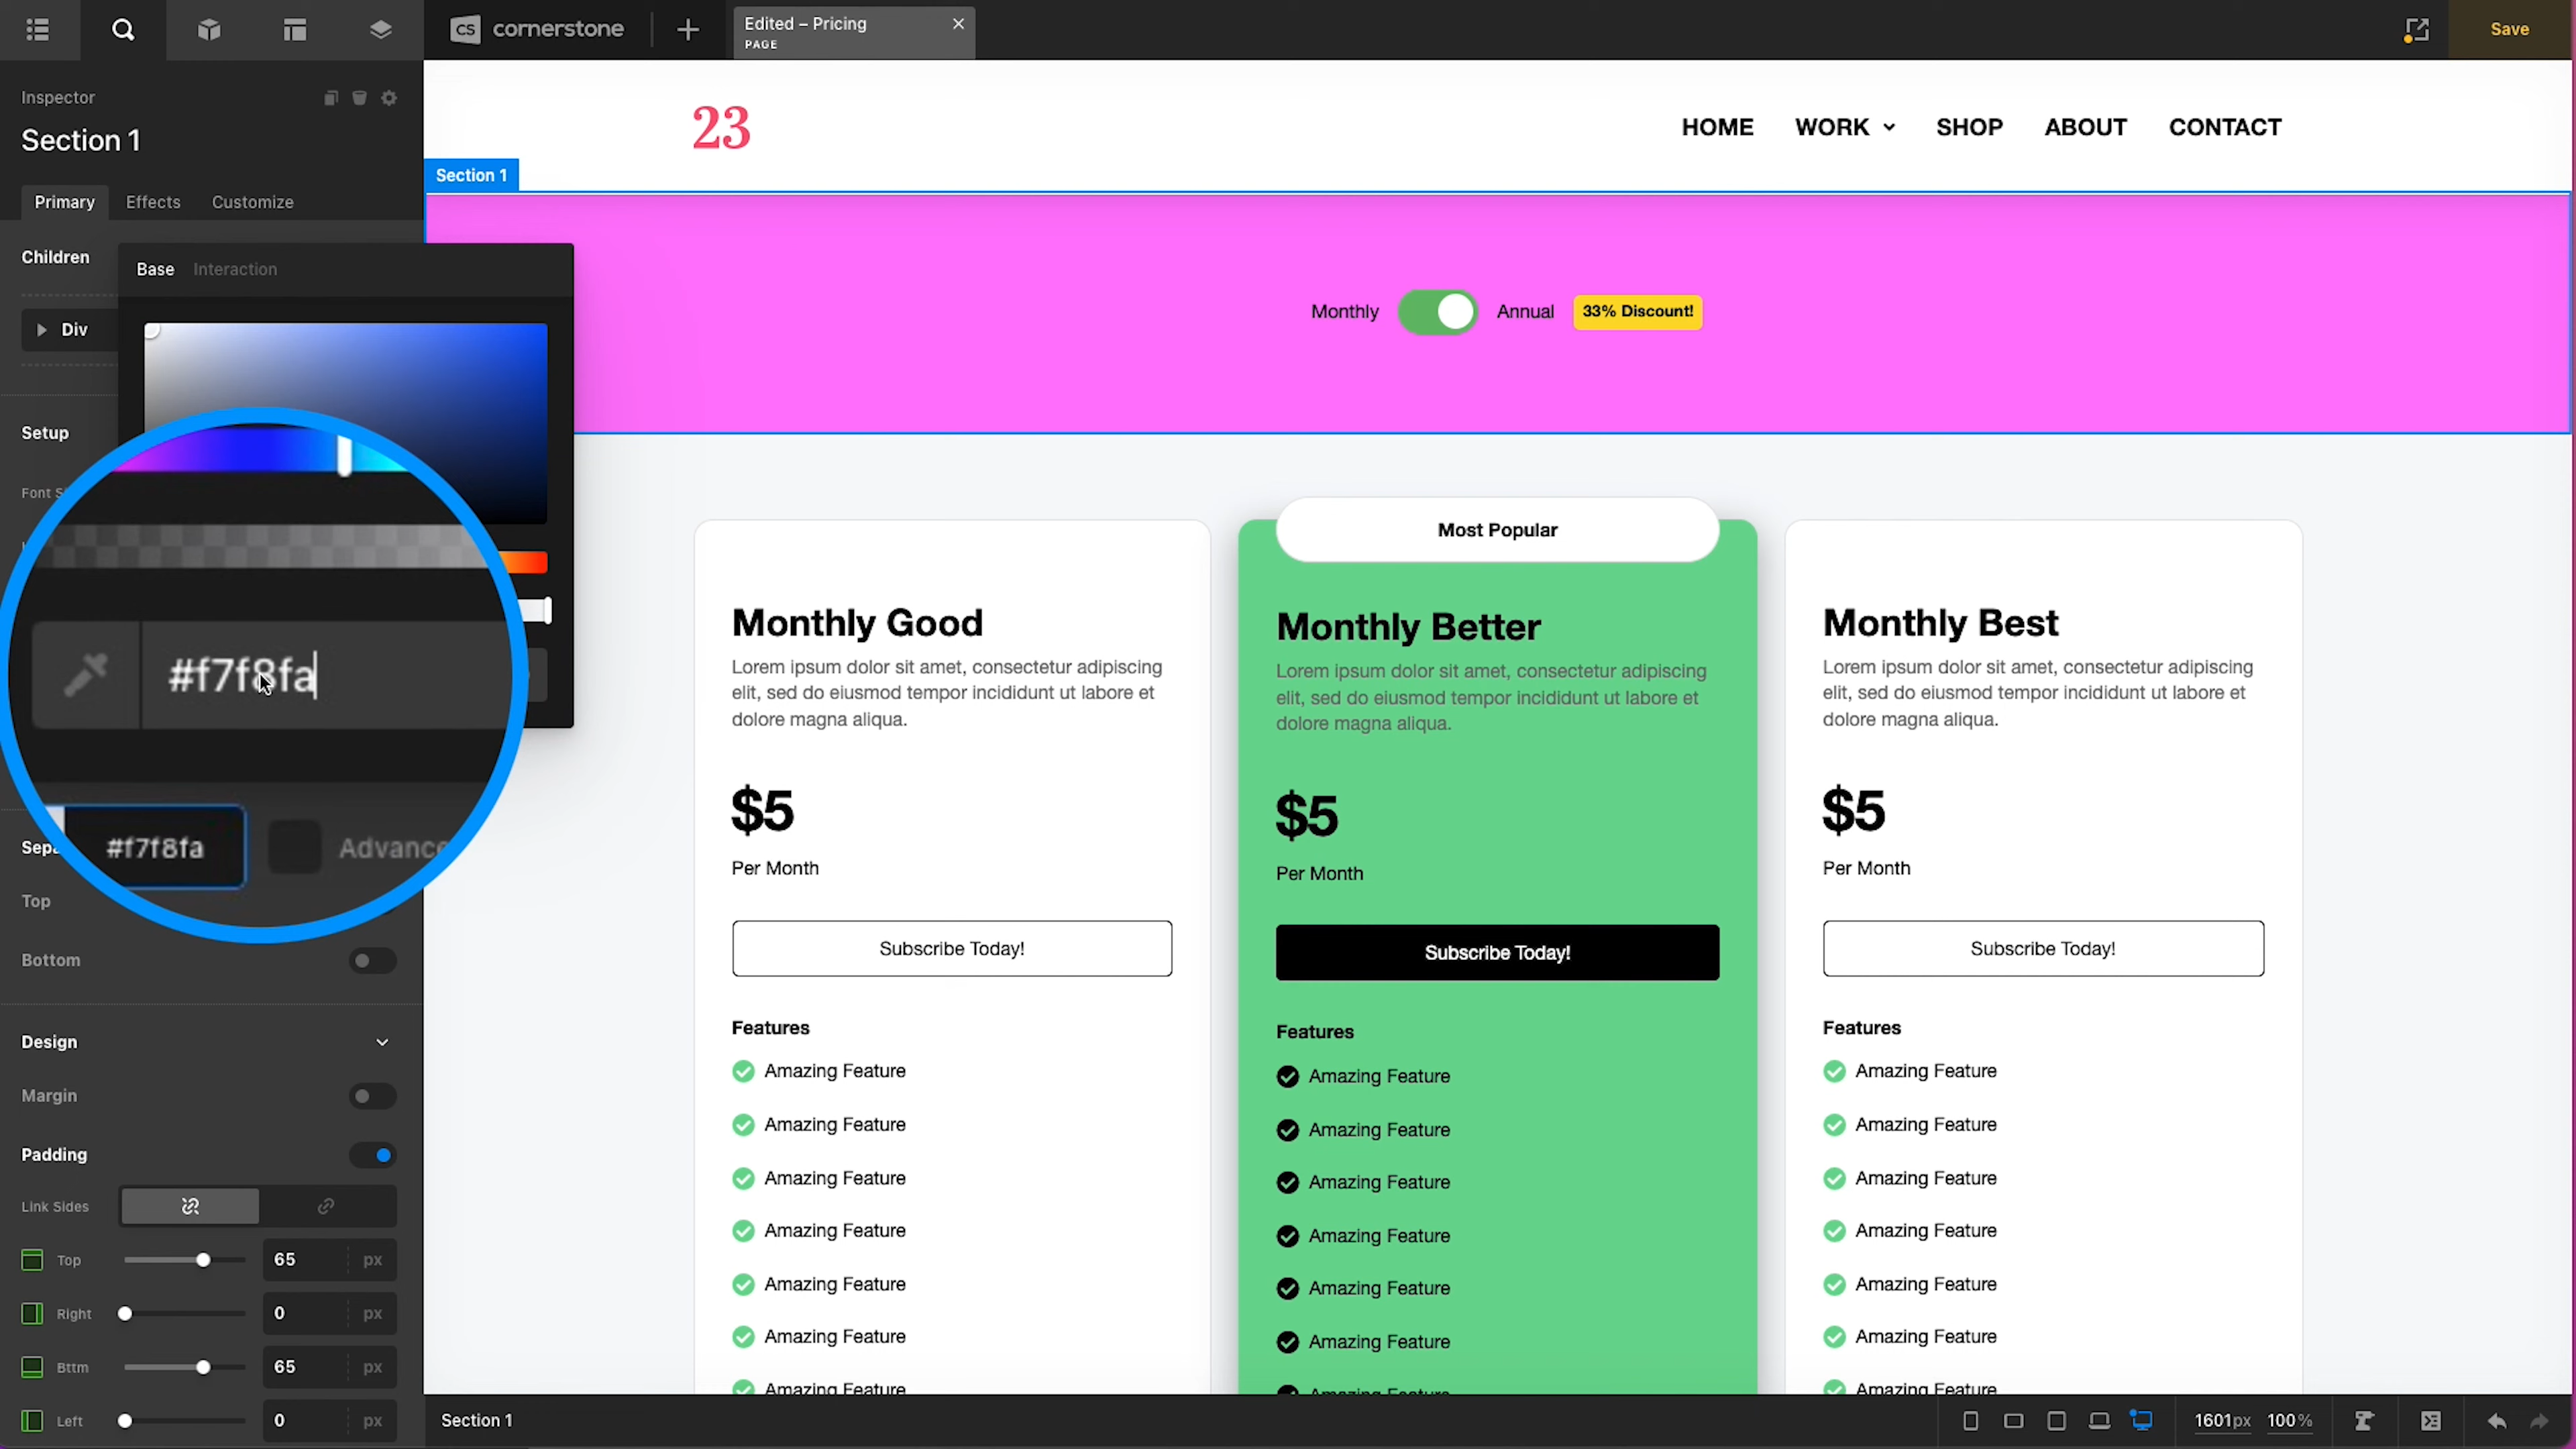 CS cornerstone
Edited – Pricing
PAGE
Save
Inspector
Section 1
Primary
Effects
Customize
Children
Base
Interaction
Div
Setup
#f7f8fa
#f7f8fa
Top
Bottom
Design
Margin
Padding
Link Sides
Top
65
px
Right
0
px
Bttm
65
px
Left
0
px
23
HOME
WORK
SHOP
ABOUT
CONTACT
Section 1
Monthly
Annual
33% Discount!
Monthly Good
Lorem ipsum dolor sit amet, consectetur adipiscing
elit, sed do eiusmod tempor incididunt ut labore et
dolore magna aliqua.
$5
Per Month
Subscribe Today!
Features
Amazing Feature
Amazing Feature
Amazing Feature
Amazing Feature
Amazing Feature
Amazing Feature
Amazing Feature
Most Popular
Monthly Better
Lorem ipsum dolor sit amet, consectetur adipiscing
elit, sed do eiusmod tempor incididunt ut labore et
dolore magna aliqua.
$5
Per Month
Subscribe Today!
Features
Amazing Feature
Amazing Feature
Amazing Feature
Amazing Feature
Amazing Feature
Amazing Feature
Amazing Feature
Monthly Best
Lorem ipsum dolor sit amet, consectetur adipiscing
elit, sed do eiusmod tempor incididunt ut labore et
dolore magna aliqua.
$5
Per Month
Subscribe Today!
Features
Amazing Feature
Amazing Feature
Amazing Feature
Amazing Feature
Amazing Feature
Amazing Feature
Amazing Feature
Section 1
1601px
100%